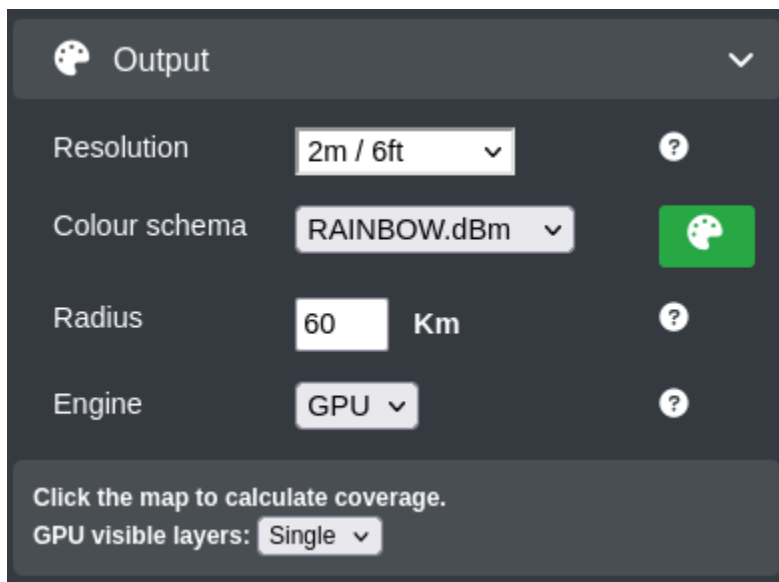 Output
Resolution 2m / 6ft ?
Colour schema RAINBOW.dBm
Radius 60 Km ?
Engine GPU ?
Click the map to calculate coverage.
GPU visible layers: Single